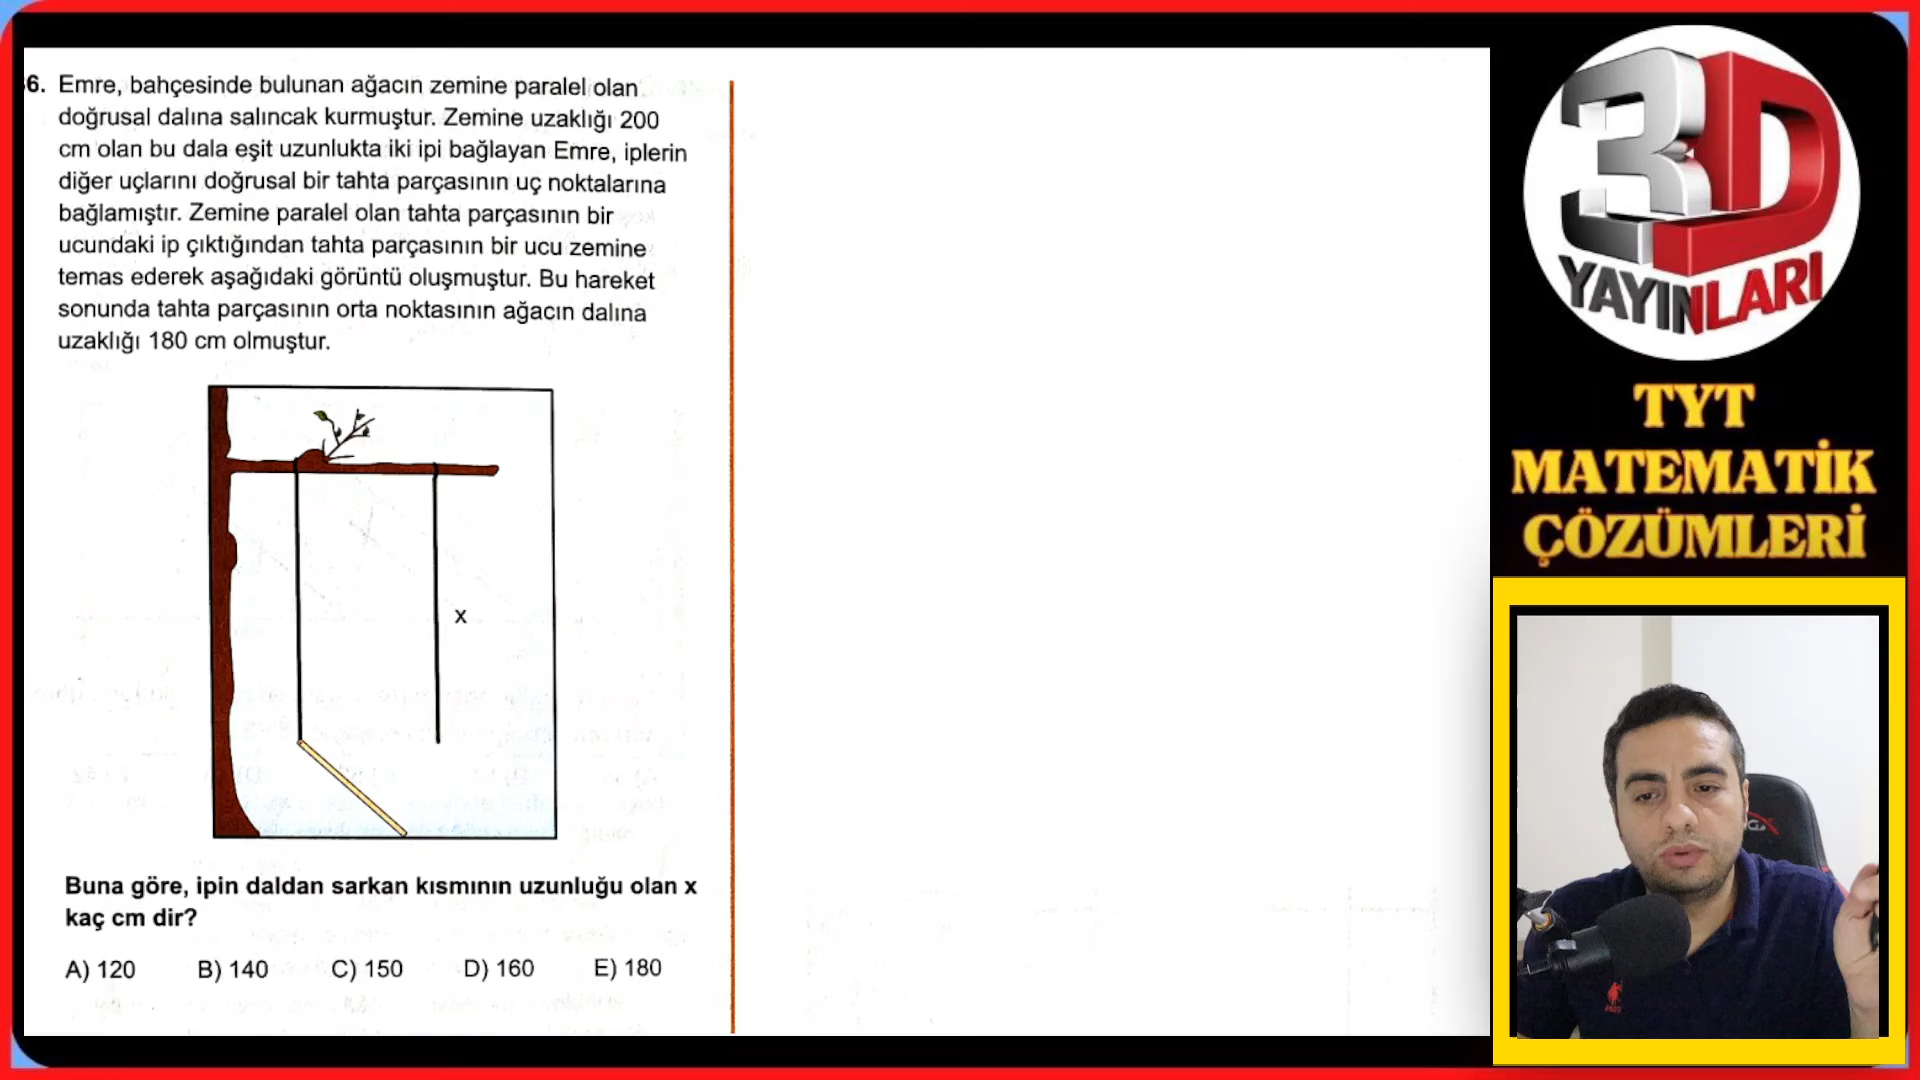 6. Emre, bahçesinde bulunan ağacın zemine paralel olan
doğrusal dalına salıncak kurmuştur. Zemine uzaklığı 200
cm olan bu dala eşit uzunlukta iki ipi bağlayan Emre, iplerin
diğer uçlarını doğrusal bir tahta parçasının uç noktalarına
bağlamıştır. Zemine paralel olan tahta parçasının bir
ucundaki ip çıktığından tahta parçasının bir ucu zemine
temas ederek aşağıdaki görüntü oluşmuştur. Bu hareket
sonunda tahta parçasının orta noktasının ağacın dalına
uzaklığı 180 cm olmuştur.
x
Buna göre, ipin daldan sarkan kısmının uzunluğu olan x
kaç cm dir?
A) 120 B) 140 C) 150 D) 160 E) 180
3D
YAYINLARI
TYT
MATEMATİK
ÇÖZÜMLERİ